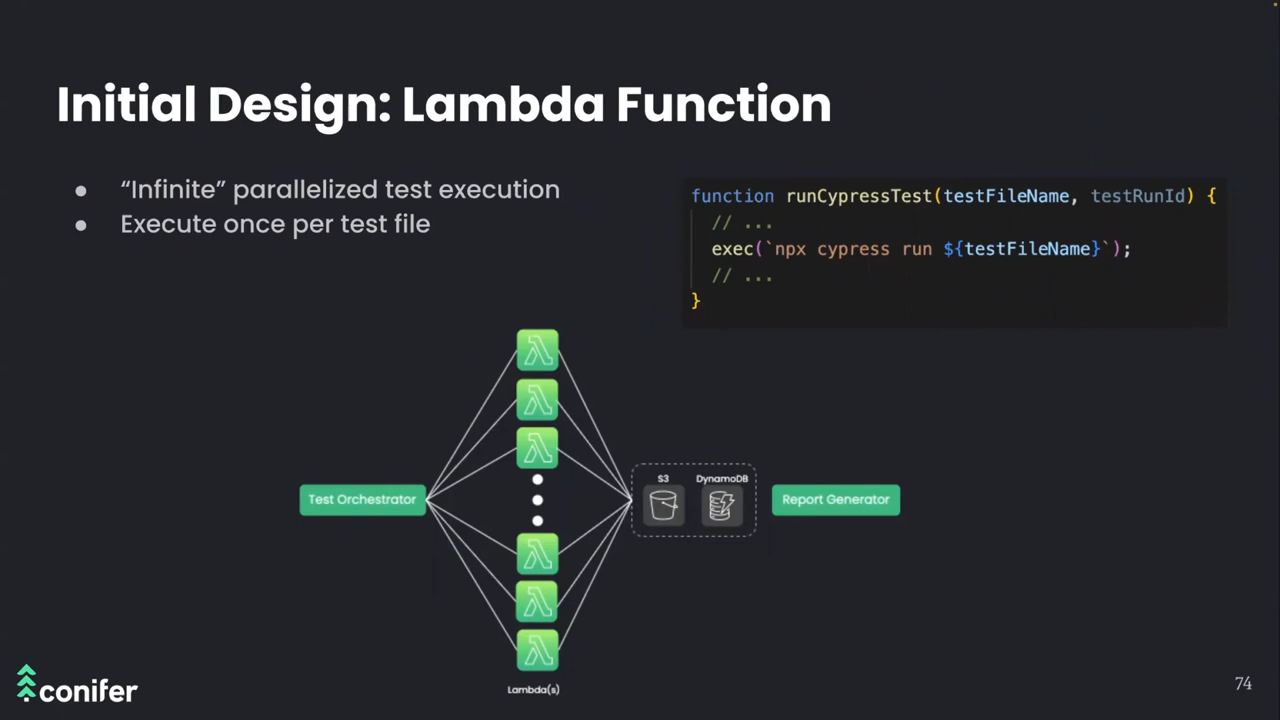 Initial Design: Lambda Function
● “Infinite” parallelized test execution
● Execute once per test file
function runCypressTest(testFileName, testRunId) {
// ...
exec(`npx cypress run ${testFileName}`);
// ...
}
S3
DynamoDB
Test Orchestrator
Report Generator
Lambda(s)
conifer
74